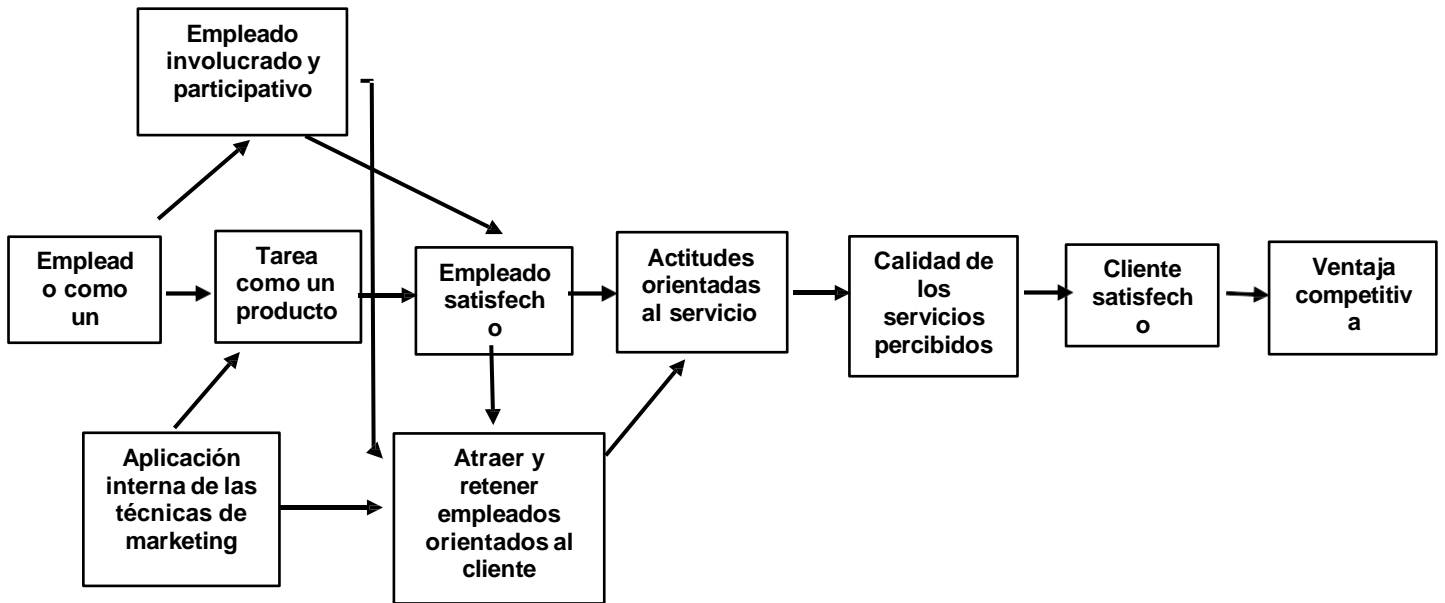 Empleado
involucrado y
participativo
Emplead
o como
un
Tarea
como un
producto
Empleado
satisfech
o
Actitudes
orientadas
al servicio
Calidad de
los
servicios
percibidos
Cliente
satisfech
o
Ventaja
competitiv
a
Aplicación
interna de las
técnicas de
marketing
Atraer y
retener
empleados
orientados al
cliente